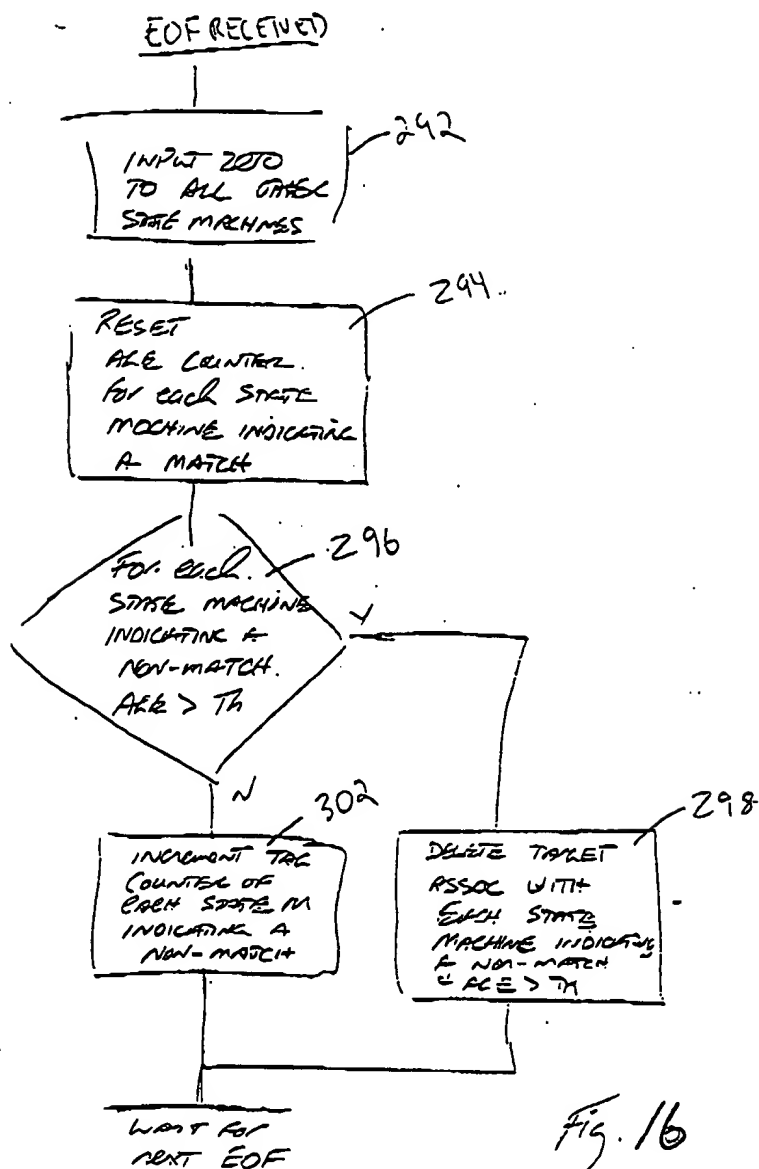 EOF RECEIVED
292
INPUT ZERO
TO ALL OTHER
STATE MACHINES
294
RESET
AGE COUNTER
For each STATE
MACHINE INDICATING
A MATCH
296
For each
STATE MACHINE
INDICATING A
NON-MATCH.
AGE > Th
Y
N
302
INCREMENT
COUNTER OF
EACH STATE M
INDICATING A
NON-MATCH
298
DELETE TARGET
ASSOC WITH
EACH STATE
MACHINE INDICATING
A NON-MATCH
AGE > Th
WAIT FOR
NEXT EOF
Fig. 16